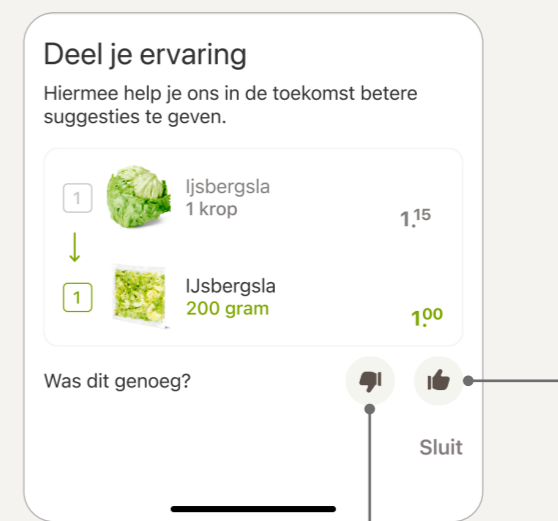 Deel je ervaring
Hiermee help je ons in de toekomst betere
suggesties te geven.
1
Ijsbergsla
1 krop
1.15
1
IJsbergsla
200 gram
1.00
Was dit genoeg?
Sluit